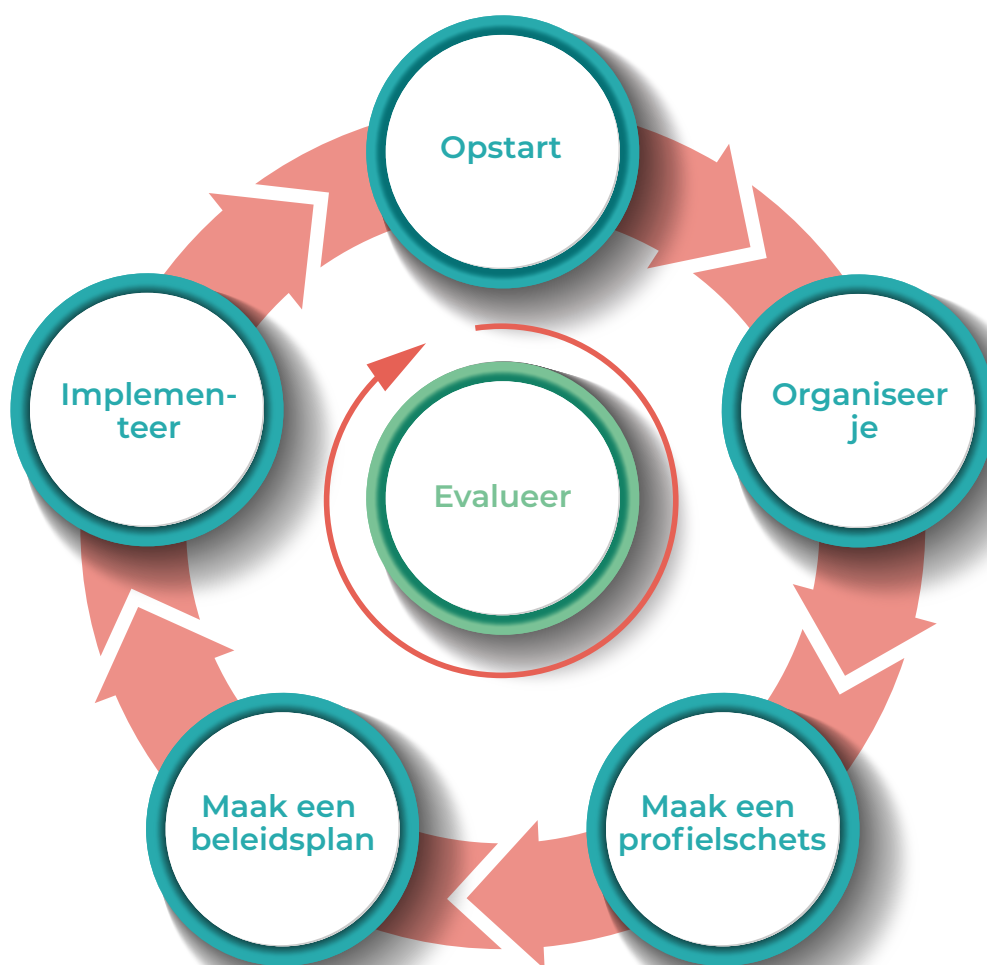 Opstart
Implemen-
teer
Organiseer
je
Evalueer
Maak een
beleidsplan
Maak een
profielschets